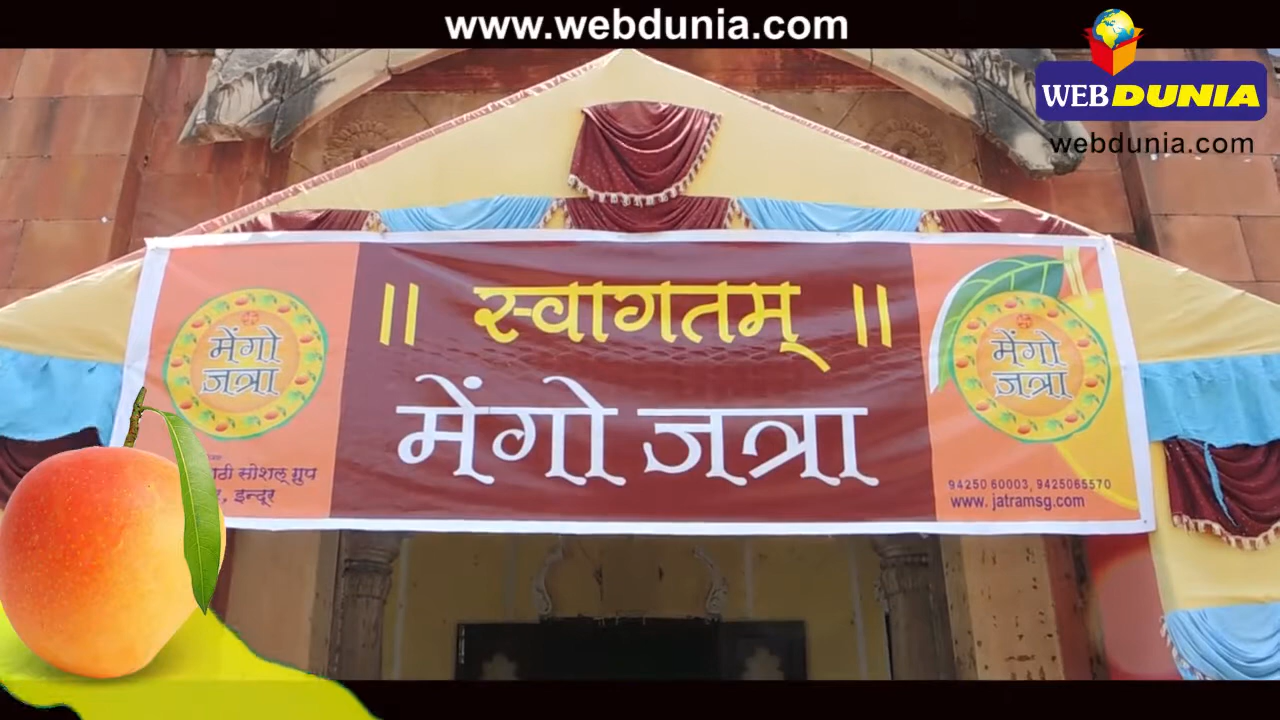 www.webdunia.com
WEBDUNIA
webdunia.com
॥ स्वागतम् ॥
मेंगो जत्रा
मेंगो
जत्रा
सोशल् ग्रुप
इन्दूर
मेंगो
जत्रा
94250 60003, 9425065570
www. jatramsg.com